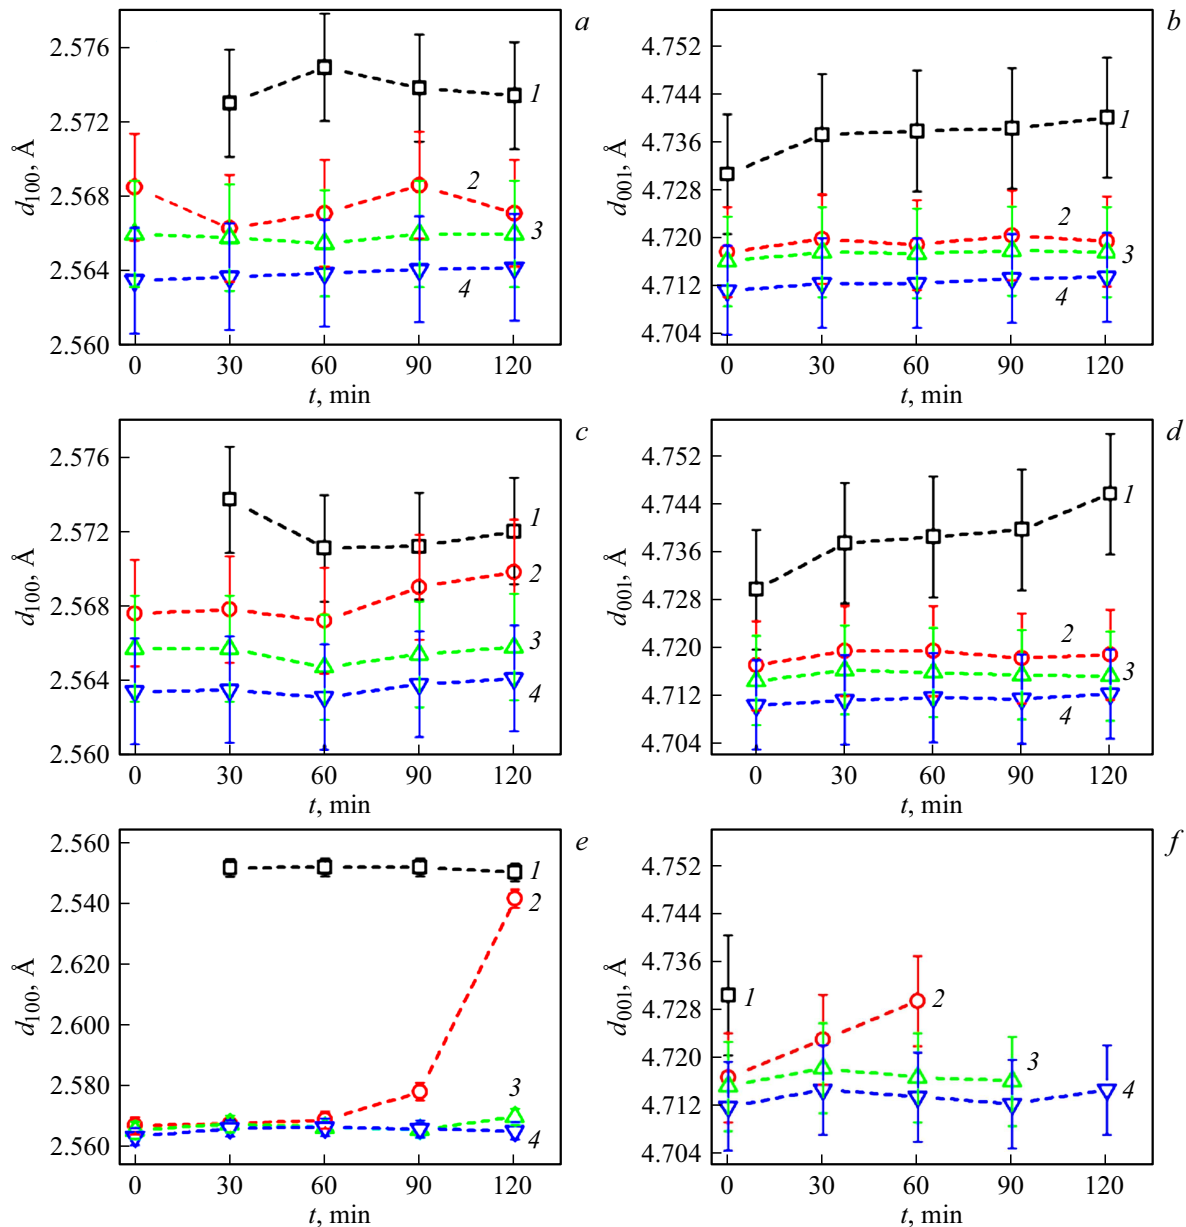 a
2.576
2.572
2.568
2.564
2.560
d100, Å
1
2
3
4
0 30 60 90 120
t, min
b
4.752
4.744
4.736
4.728
4.720
4.712
4.704
d001, Å
1
2
3
4
0 30 60 90 120
t, min
c
2.576
2.572
2.568
2.564
2.560
d100, Å
1
2
3
4
0 30 60 90 120
t, min
d
4.752
4.744
4.736
4.728
4.720
4.712
4.704
d001, Å
1
2
3
4
0 30 60 90 120
t, min
e
2.560
2.540
2.620
2.600
2.580
2.560
d100, Å
1
2
3
4
0 30 60 90 120
t, min
f
4.752
4.744
4.736
4.728
4.720
4.712
4.704
d001, Å
1
2
3
4
0 30 60 90 120
t, min